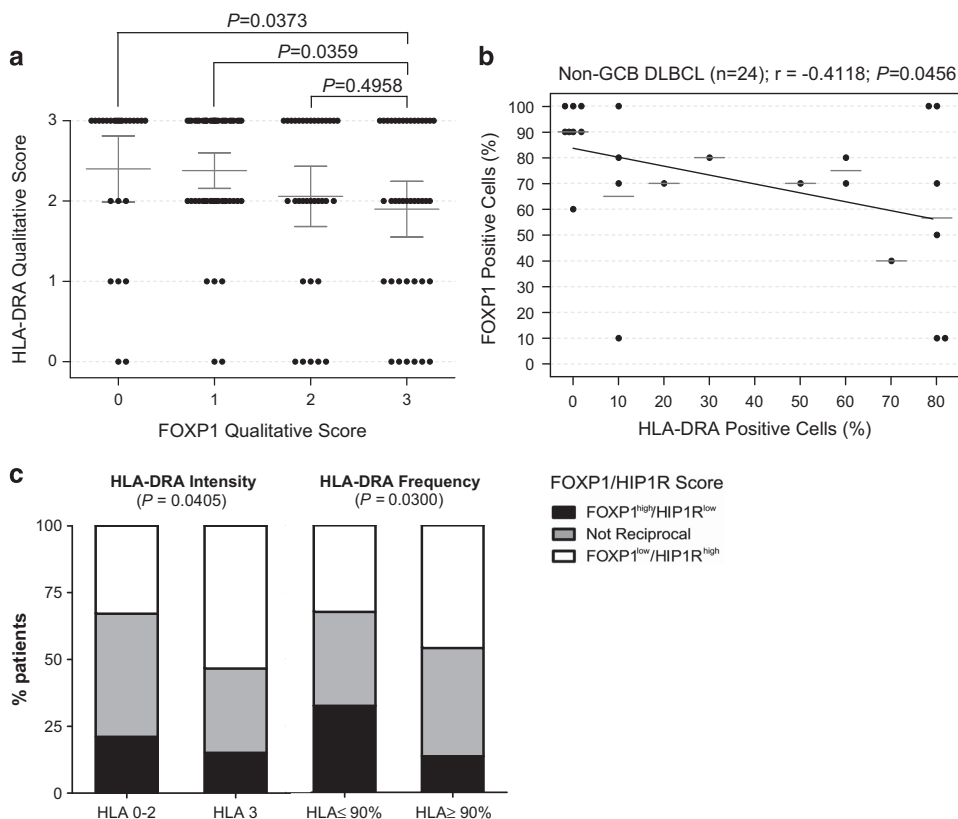 a
P=0.0373
P=0.0359
P=0.4958
HLA-DRA Qualitative Score
3
2
1
0
0 1 2 3
FOXP1 Qualitative Score
b
Non-GCB DLBCL (n=24); r = -0.4118; P=0.0456
FOXP1 Positive Cells (%)
100
90
80
70
60
50
40
30
20
10
0
0 10 20 30 40 50 60 70 80
HLA-DRA Positive Cells (%)
c
HLA-DRA Intensity
(P = 0.0405)
HLA-DRA Frequency
(P = 0.0300)
% patients
100
75
50
25
0
HLA 0-2 HLA 3 HLA≤ 90% HLA≥ 90%
FOXP1/HIP1R Score
FOXP1highy/HIP1Rlow
Not Reciprocal
FOXP1low/HIP1Rhigh